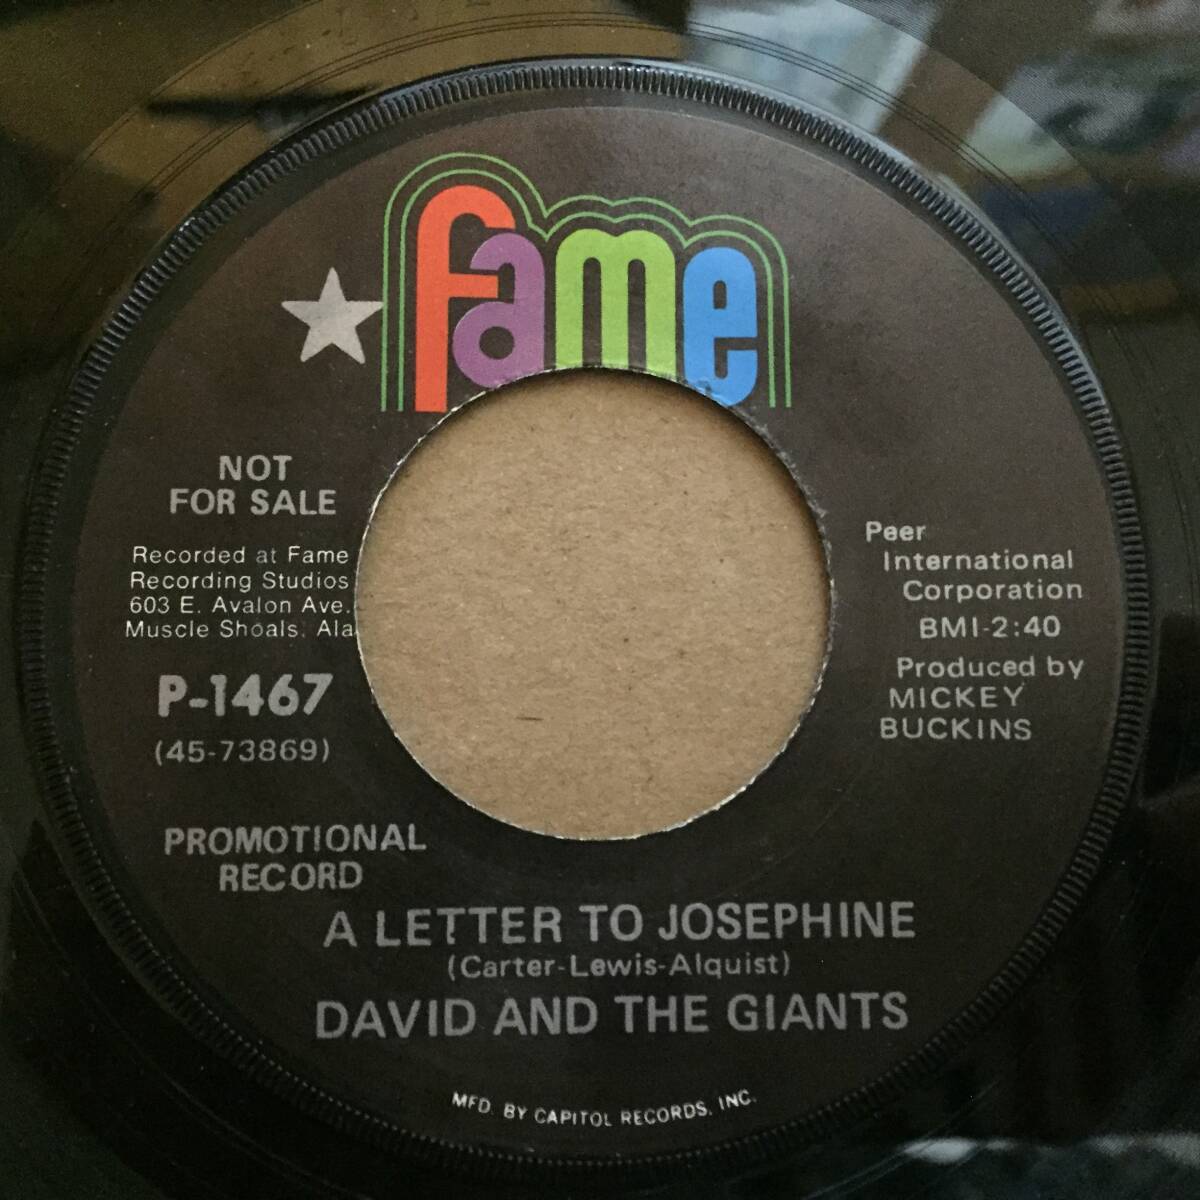 fame
NOT
FOR SALE
Recorded at Fame
Recording Studios
603 E. Avalon Ave.
Muscle Shoals, Ala
P-1467
(45-73869)
PROMOTIONAL
RECORD
Peer
International
Corporation
BMI-2:40
Produced by
MICKEY
BUCKINS
A LETTER TO JOSEPHINE
(Carter-Lewis-Alquist)
DAVID AND THE GIANTS
MFD. BY CAPITOL RECORDS, INC.